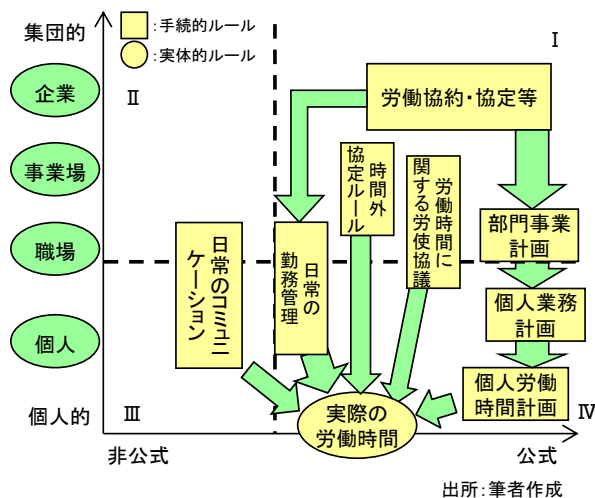 集団的
□:手続的ルール
○:実体的ルール
Ⅰ
Ⅱ
企業
労働協約・協定等
事業場
時間外
協定ルール
労働時間に
関する労使協議
職場
日常のコミュニ
ケーション
日常の
勤務管理
部門事業
計画
個人業務
計画
個人
個人労働
時間計画
個人的
Ⅲ
実際の
労働時間
Ⅳ
非公式
公式
出所:筆者作成